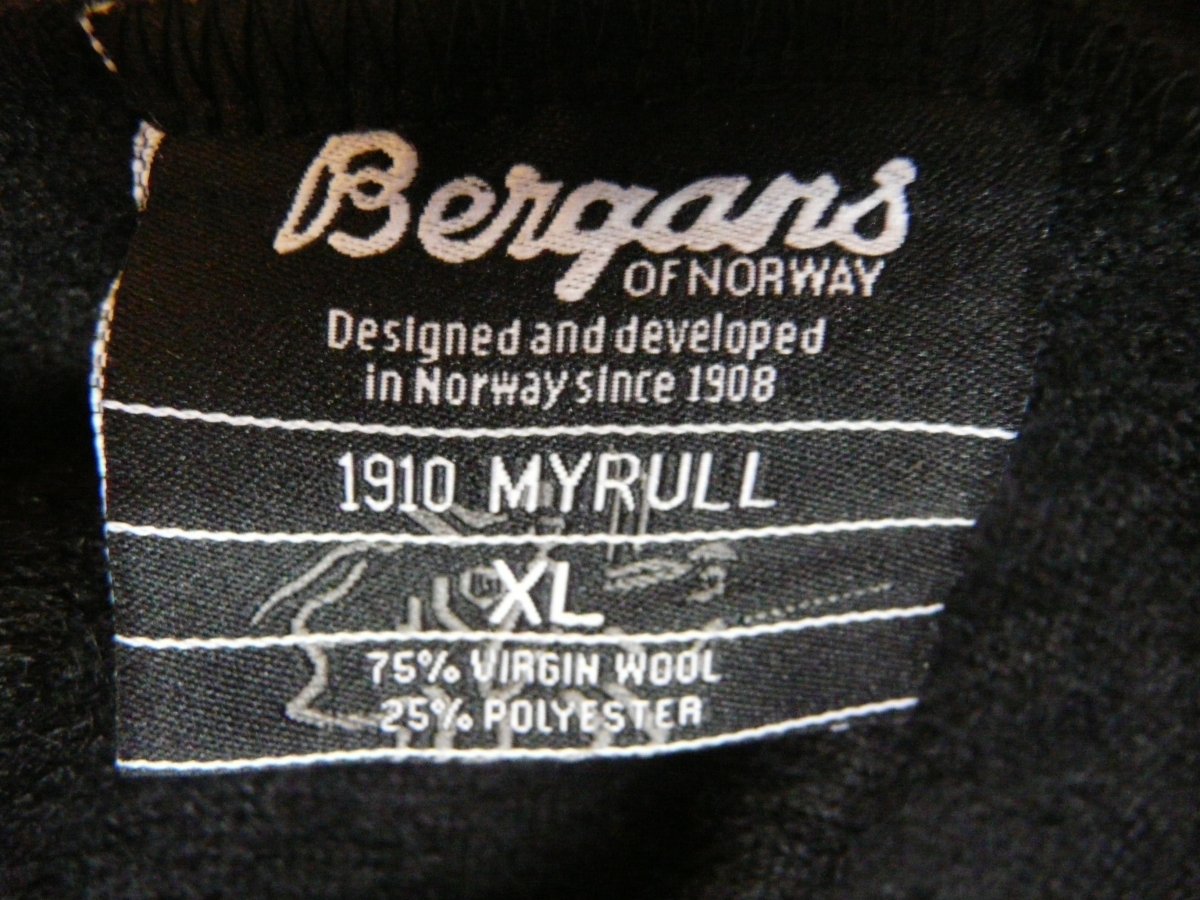 Bergans
OF NORWAY
Designed and developed
in Norway since 1908
1910 MYRULL
XL
75% VIRGIN WOOL
25% POLYESTER